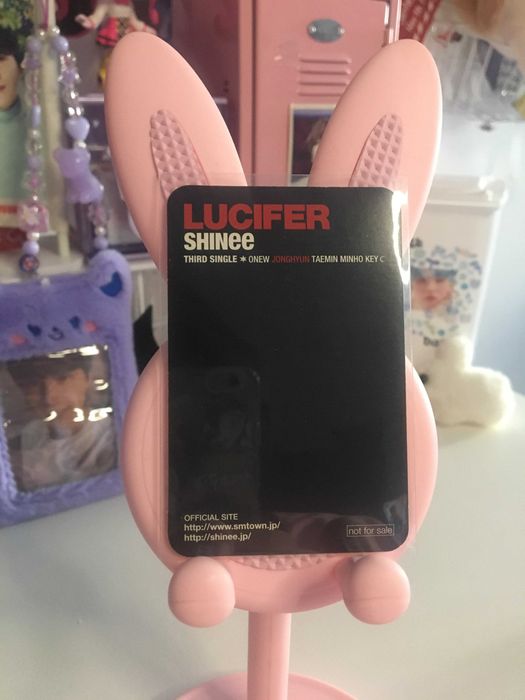 LUCIFER
SHINee
THIRD SINGLE ✶ ONEW JONGHYUN TAEMIN MINHO KEY
OFFICIAL SITE
http://www.smtown.jp/
http://shinee.jp/
not for sale